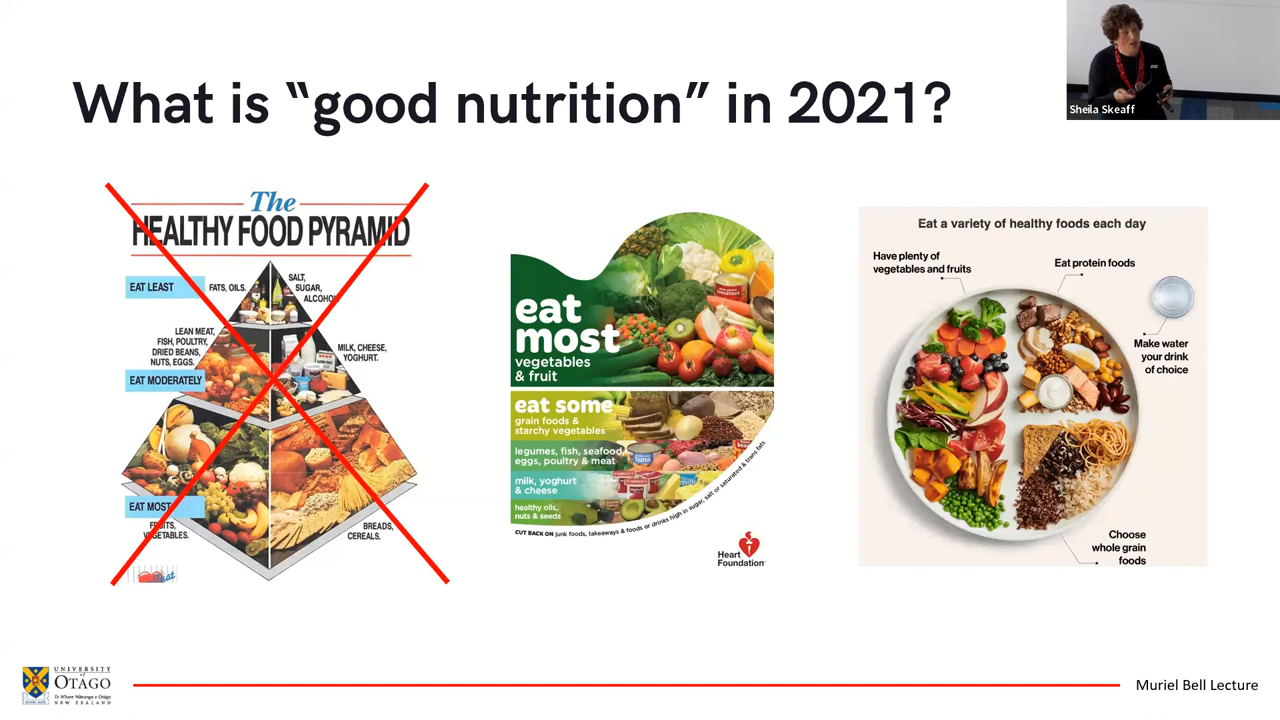 What is “good nutrition” in 2021?
Sheila Skeaff
The
HEALTHY FOOD PYRAMID
EAT LEAST
FATS, OILS.
SALT,
SUGAR,
ALCOHOL
LEAN MEAT,
FISH, POULTRY,
DRIED BEANS,
NUTS, EGGS.
MILK, CHEESE,
YOGHURT.
EAT MODERATELY
EAT MOST
FRUITS,
VEGETABLES.
BREADS,
CEREALS.
eat
most
vegetables
& fruit
eat some
grain foods &
starchy vegetables
legumes, fish, seafood,
eggs, poultry & meat
milk, yoghurt
& cheese
healthy oils,
nuts & seeds
CUT BACK ON junk foods, takeaways & foods or drinks high in sugar, salt or saturated & trans fats
Heart
Foundation
Eat a variety of healthy foods each day
Have plenty of
vegetables and fruits
Eat protein foods
Make water
your drink
of choice
Choose
whole grain
foods
UNIVERSITY
of
OTAGO
Te Whare Wānanga o Otāgo
NEW ZEALAND
Muriel Bell Lecture